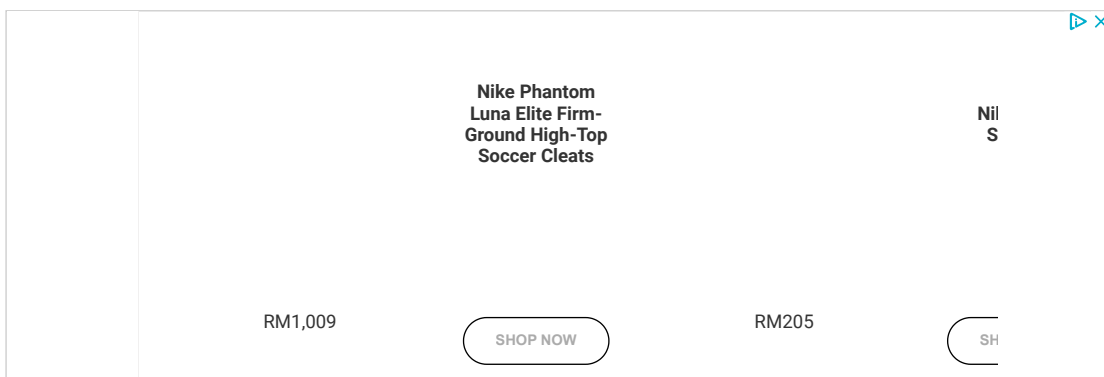 Nike Phantom
Luna Elite Firm-
Ground High-Top
Soccer Cleats
RM1,009
SHOP NOW
RM205